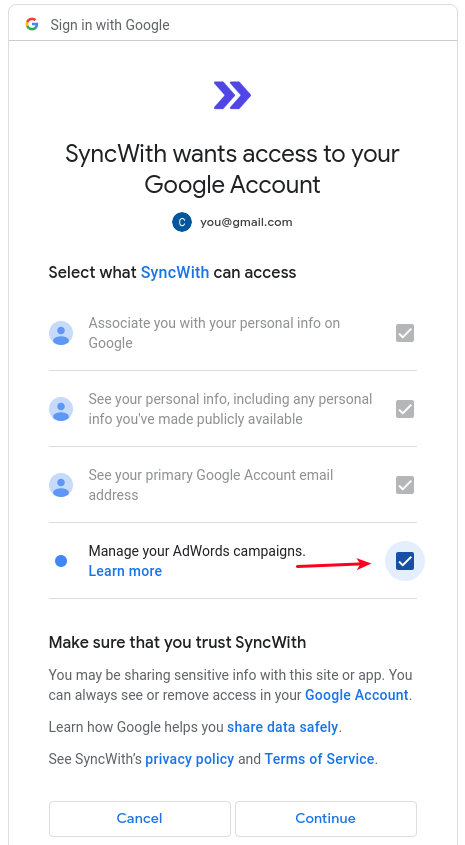 Sign in with Google
SyncWith wants access to your
Google Account
C you@gmail.com
Select what SyncWith can access
Associate you with your personal info on
Google
See your personal info, including any personal
info you've made publicly available
See your primary Google Account email
address
Manage your AdWords campaigns.
Learn more
Make sure that you trust SyncWith
You may be sharing sensitive info with this site or app. You
can always see or remove access in your Google Account.
Learn how Google helps you share data safely.
See SyncWith's privacy policy and Terms of Service.
Cancel Continue